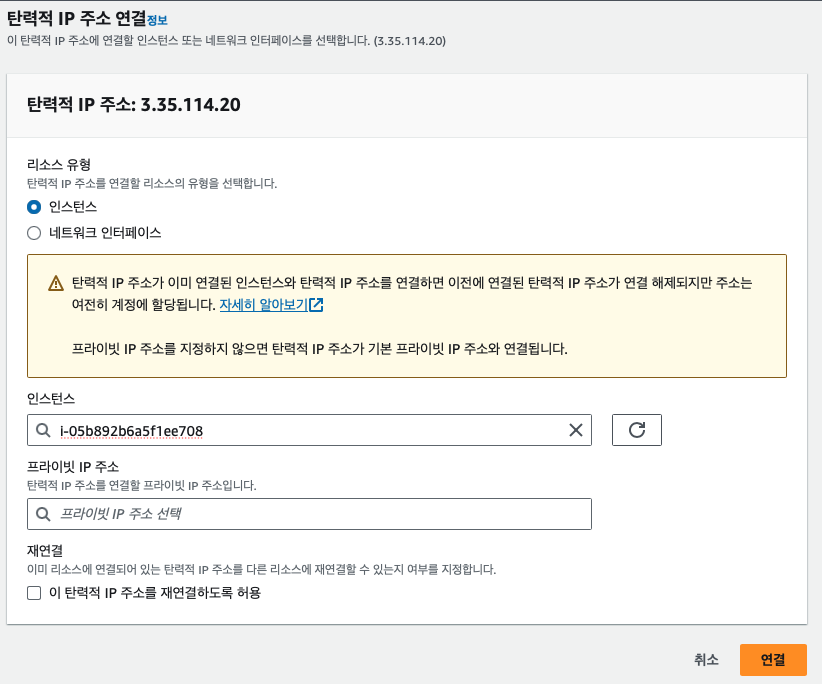 탄력적 IP 주소 연결정보
이 탄력적 IP 주소에 연결할 인스턴스 또는 네트워크 인터페이스를 선택합니다. (3.35.114.20)
탄력적 IP 주소: 3.35.114.20
리소스 유형
탄력적 IP 주소를 연결할 리소스의 유형을 선택합니다.
인스턴스
네트워크 인터페이스
탄력적 IP 주소가 이미 연결된 인스턴스와 탄력적 IP 주소를 연결하면 이전에 연결된 탄력적 IP 주소가 연결 해제되지만 주소는
여전히 계정에 할당됩니다. 자세히 알아보기
프라이빗 IP 주소를 지정하지 않으면 탄력적 IP 주소가 기본 프라이빗 IP 주소와 연결됩니다.
인스턴스
i-05b892b6a5f1ee708
프라이빗 IP 주소
탄력적 IP 주소를 연결할 프라이빗 IP 주소입니다.
프라이빗 IP 주소 선택
재연결
이미 리소스에 연결되어 있는 탄력적 IP 주소를 다른 리소스에 재연결할 수 있는지 여부를 지정합니다.
이 탄력적 IP 주소를 재연결하도록 허용
취소
연결